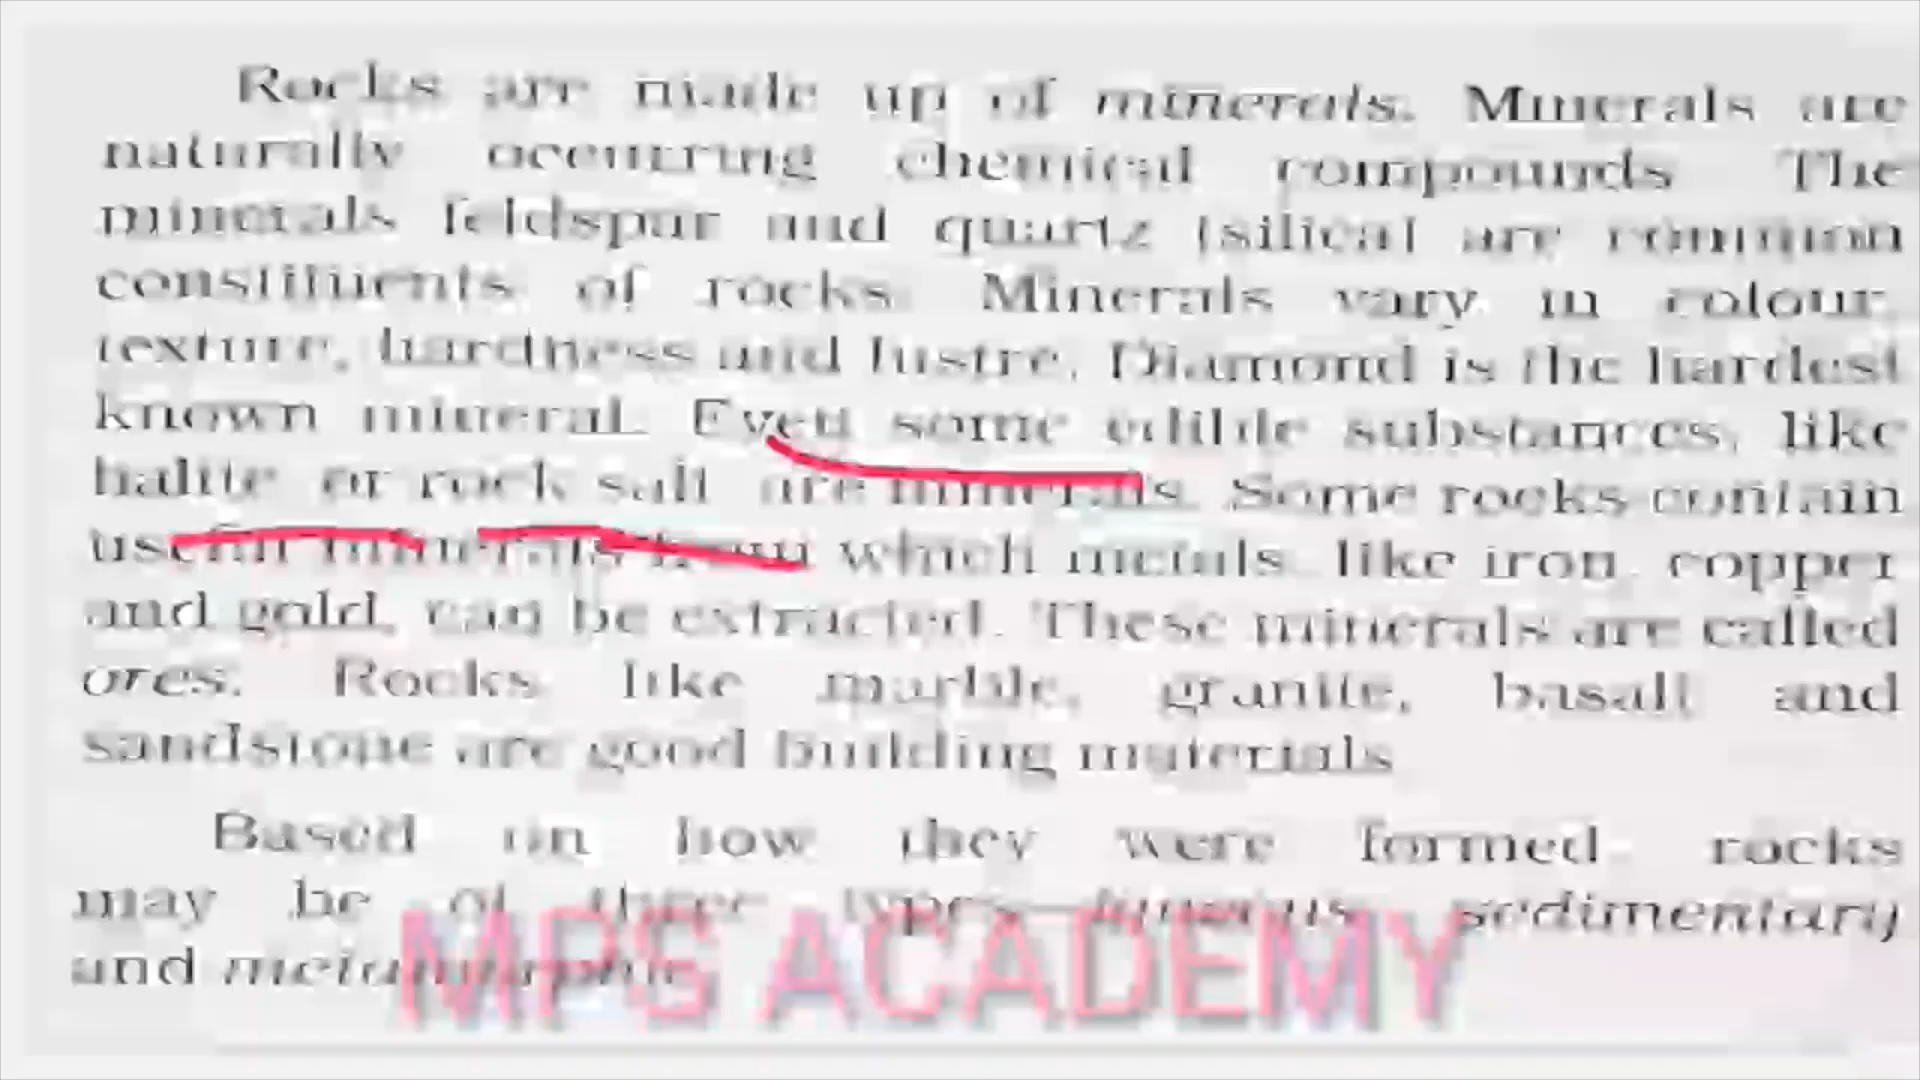 Rocks are made up of minerals. Minerals are
naturally occurring chemical compounds. The
minerals feldspar and quartz (silica) are common
constituents of rocks. Minerals vary in colour,
texture, hardness and lustre. Diamond is the hardest
known mineral. Even some edible substances, like
halite or rock salt are minerals. Some rocks contain
useful minerals from which metals, like iron, copper
and gold, can be extracted. These minerals are called
ores. Rocks like marble, granite, basalt and
sandstone are good building materials.
Based on how they were formed, rocks
may be of three types—igneous, sedimentary
and metamorphic.
MPS ACADEMY